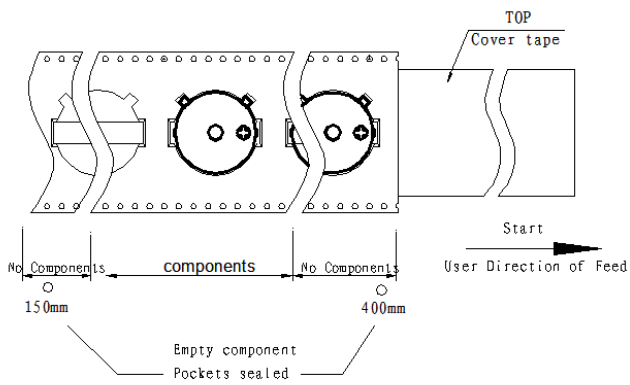 TOP
Cover tape
Start
User Direction of Feed
No Components
components
No Components
150mm
400mm
Empty component
Pockets sealed